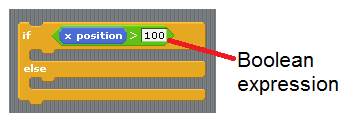 if x position > 100
else
Boolean
expression